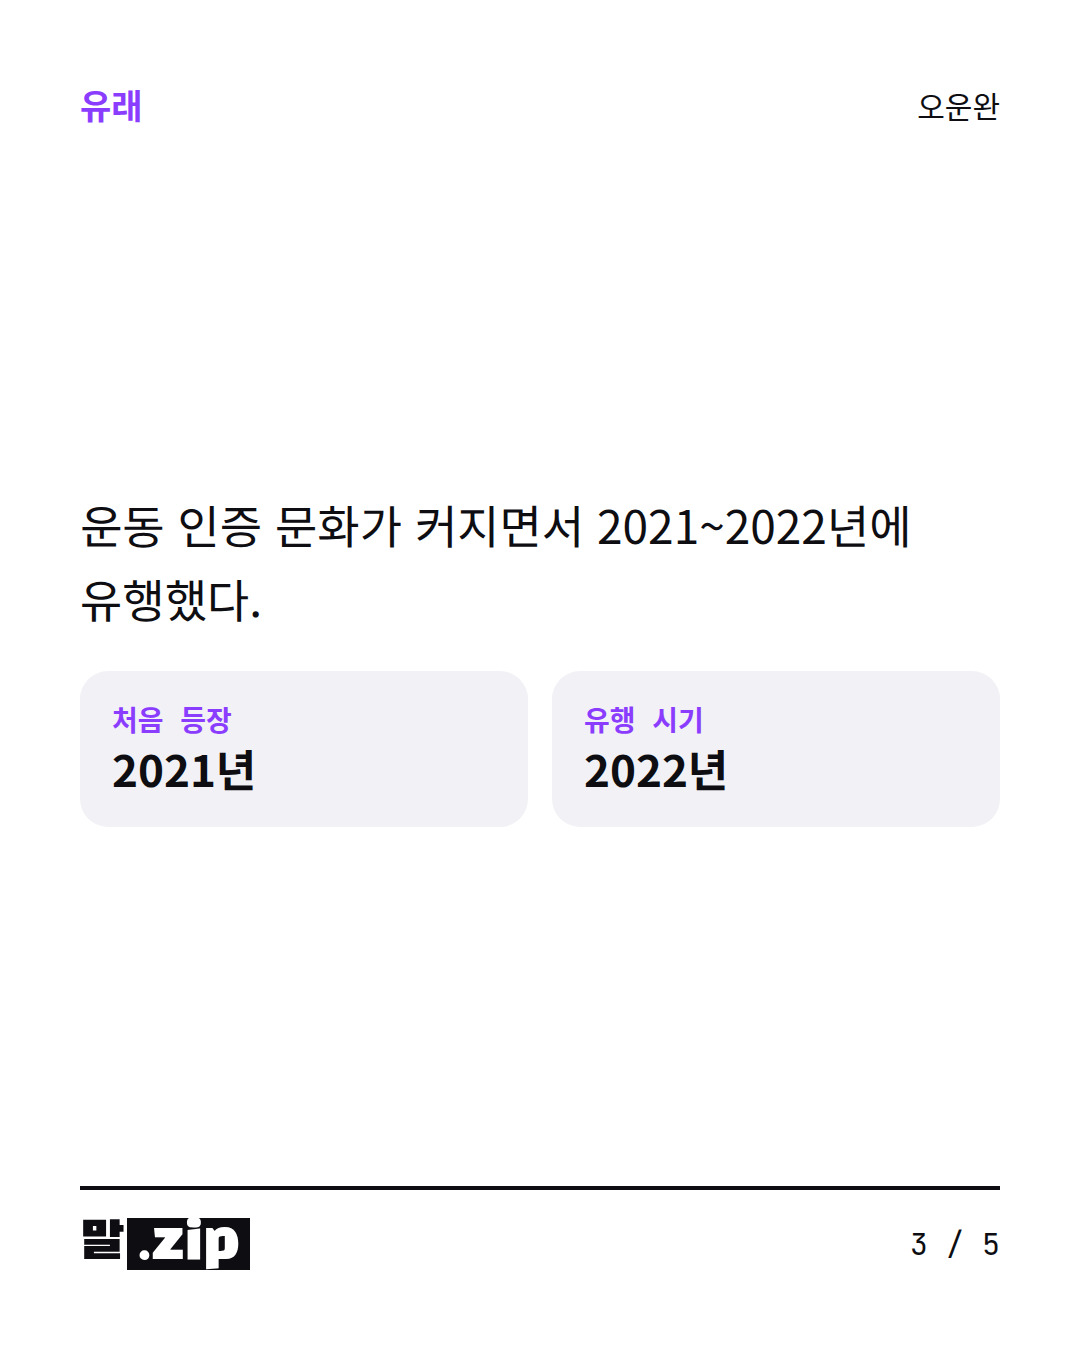 유래
오운완
운동 인증 문화가 커지면서 2021~2022년에
유행했다.
처음 등장
2021년
유행 시기
2022년
말.zip
3 / 5